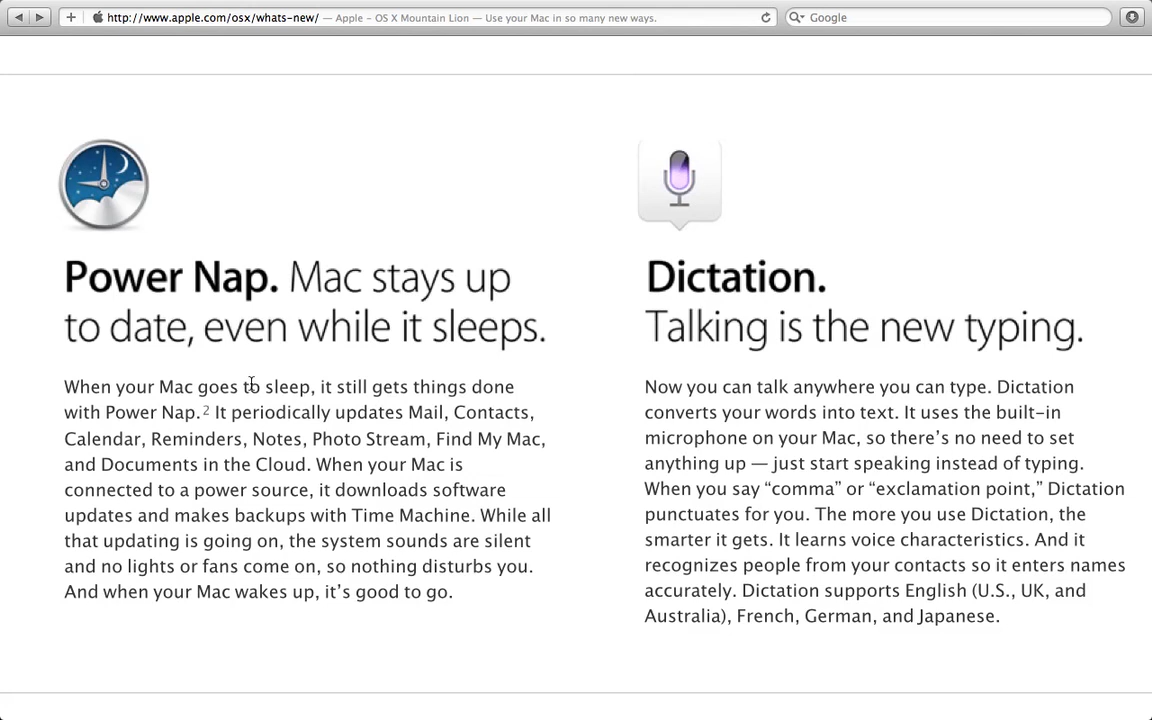 http://www.apple.com/osx/whats-new/ — Apple – OS X Mountain Lion — Use your Mac in so many new ways.
Google
Power Nap. Mac stays up
to date, even while it sleeps.
When your Mac goes to sleep, it still gets things done
with Power Nap.2 It periodically updates Mail, Contacts,
Calendar, Reminders, Notes, Photo Stream, Find My Mac,
and Documents in the Cloud. When your Mac is
connected to a power source, it downloads software
updates and makes backups with Time Machine. While all
that updating is going on, the system sounds are silent
and no lights or fans come on, so nothing disturbs you.
And when your Mac wakes up, it’s good to go.
Dictation.
Talking is the new typing.
Now you can talk anywhere you can type. Dictation
converts your words into text. It uses the built-in
microphone on your Mac, so there’s no need to set
anything up — just start speaking instead of typing.
When you say “comma” or “exclamation point,” Dictation
punctuates for you. The more you use Dictation, the
smarter it gets. It learns voice characteristics. And it
recognizes people from your contacts so it enters names
accurately. Dictation supports English (U.S., UK, and
Australia), French, German, and Japanese.